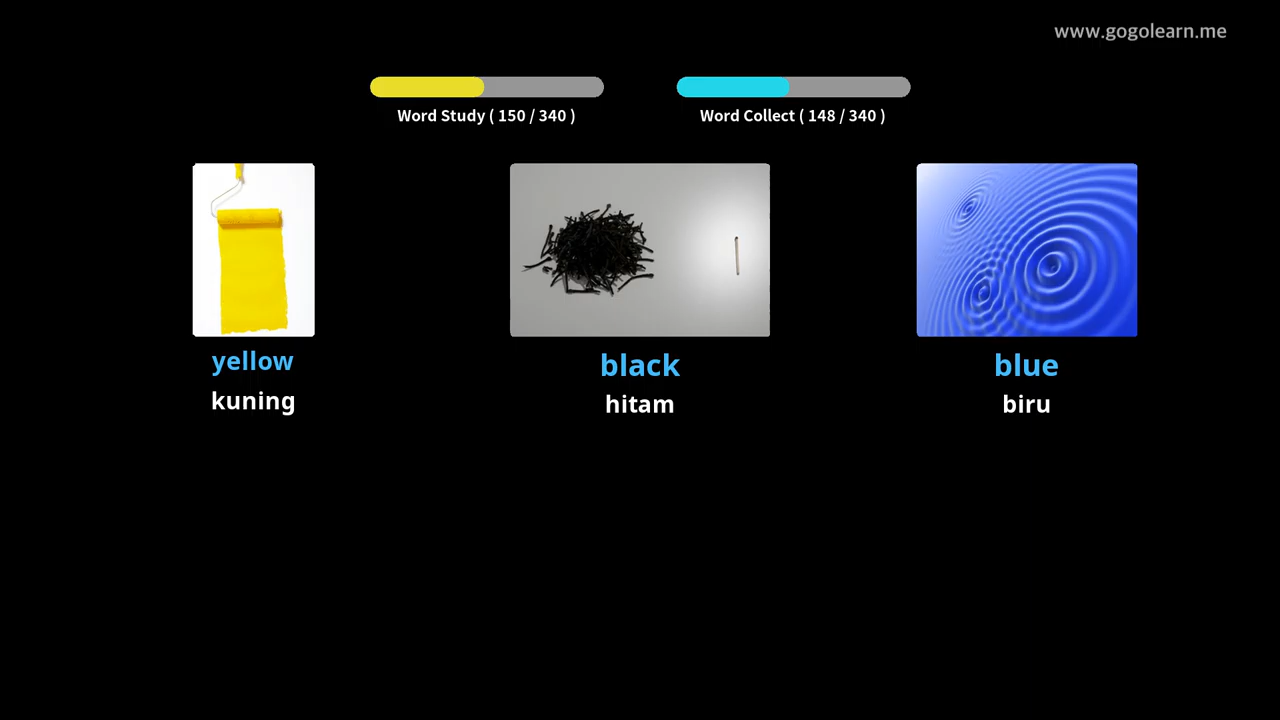 www.gogolearn.me
Word Study ( 150 / 340 )
Word Collect ( 148 / 340 )
yellow
kuning
black
hitam
blue
biru